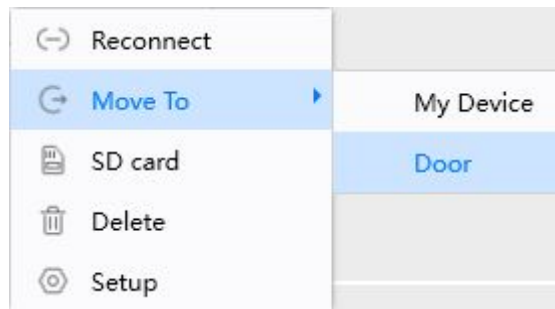 Reconnect
Move To
My Device
SD card
Door
Delete
Setup